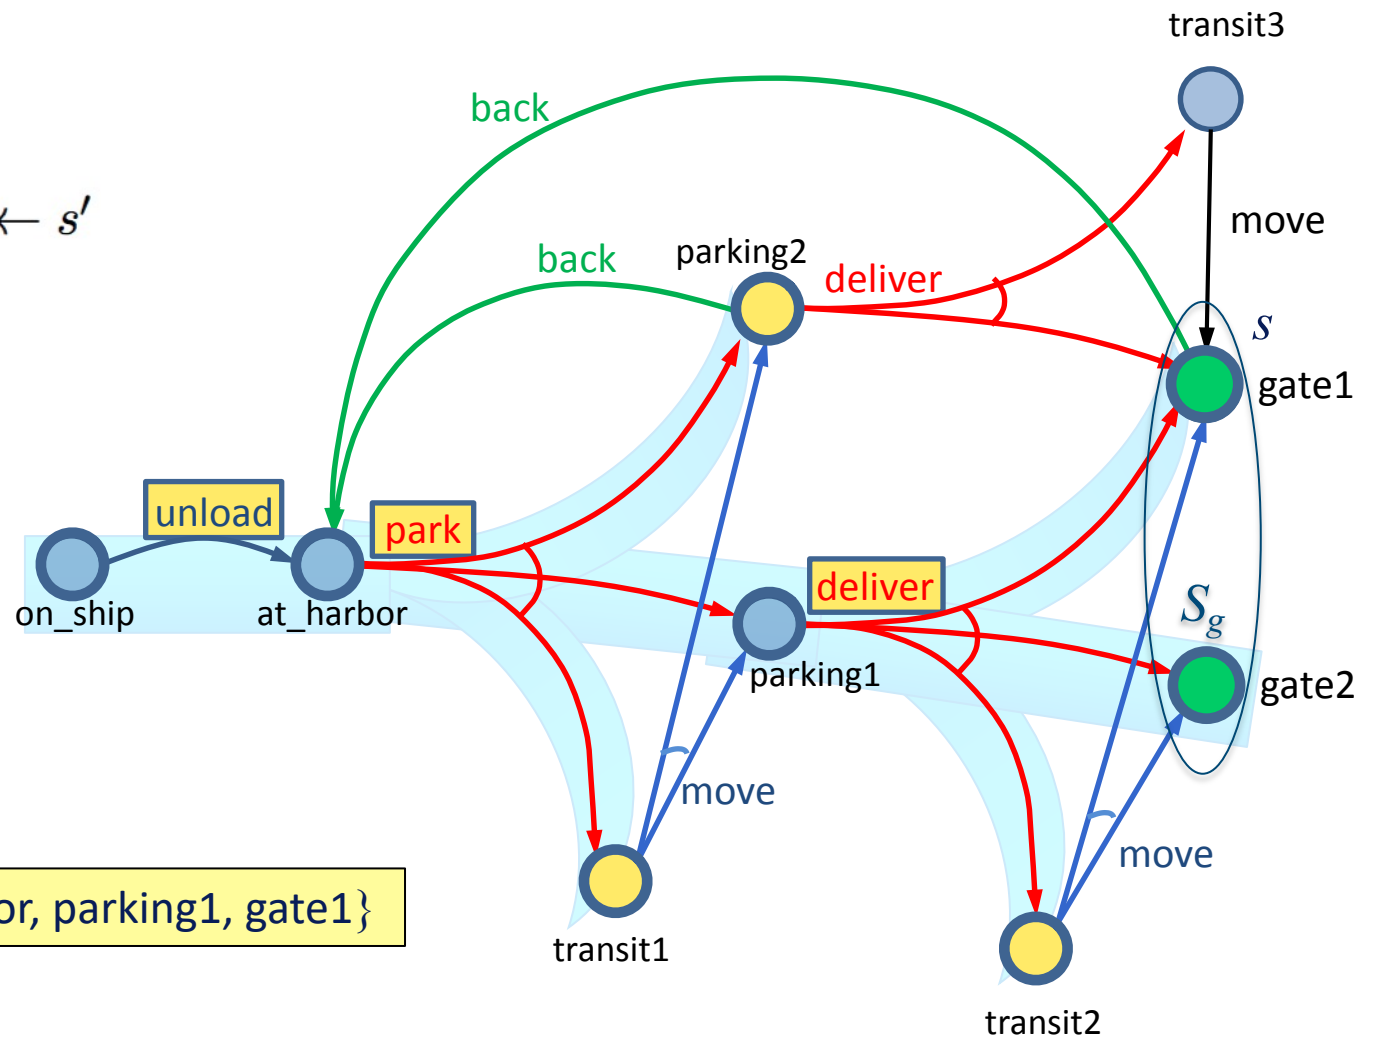 transit3
back
← s′
move
parking2
back
deliver
s
gate1
unload
park
deliver
on_ship
at_harbor
S_g
parking1
gate2
move
move
or, parking1, gate1}
transit1
transit2